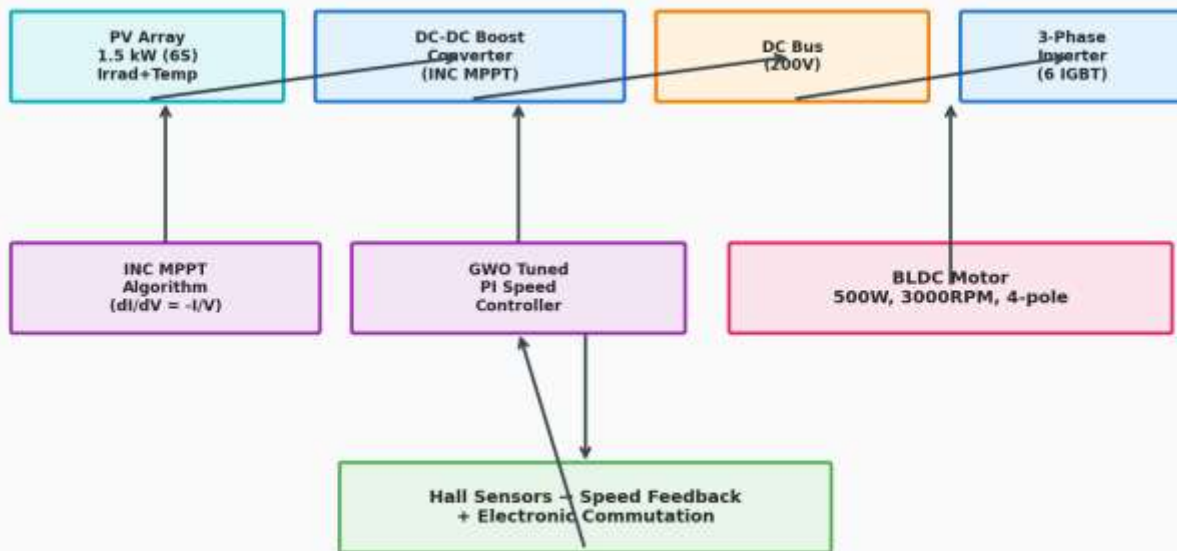 PV Array
1.5 kW (6S)
Irrad+Temp
DC-DC Boost
Converter
(INC MPPT)
DC Bus
(200V)
3-Phase
Inverter
(6 IGBT)
INC MPPT
Algorithm
(dI/dV = -I/V)
GWO Tuned
PI Speed
Controller
BLDC Motor
500W, 3000RPM, 4-pole
Hall Sensors → Speed Feedback
+ Electronic Commutation